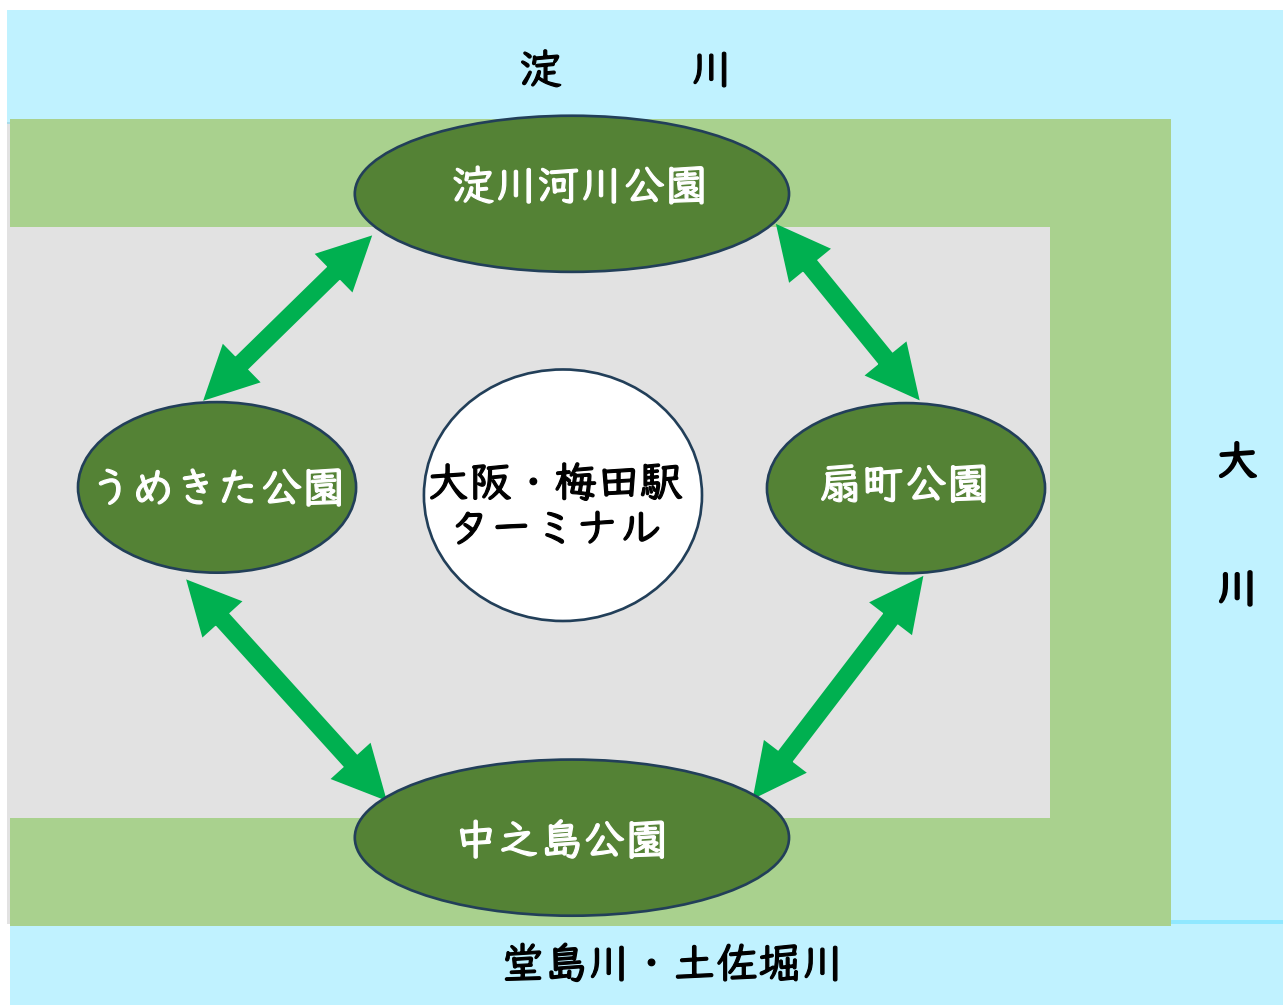 淀川
淀川河川公園
うめきた公園
大阪・梅田駅
ターミナル
扇町公園
大川
中之島公園
堂島川・土佐堀川